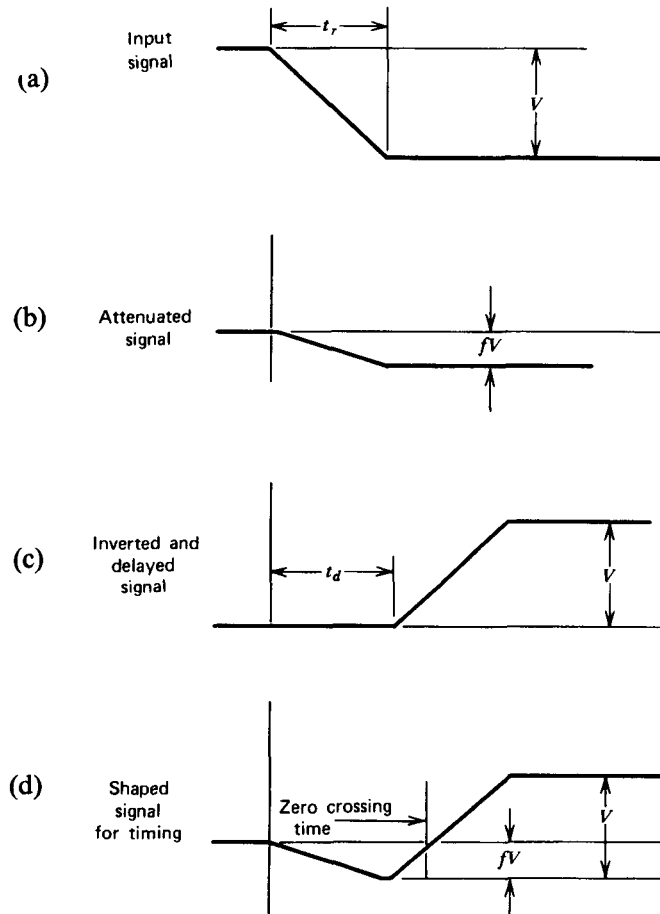 t_r
Input
signal
(a)
V
(b)
Attenuated
signal
fV
(c)
Inverted and
delayed
signal
t_d
V
(d)
Shaped
signal
for timing
Zero crossing
time
V
fV